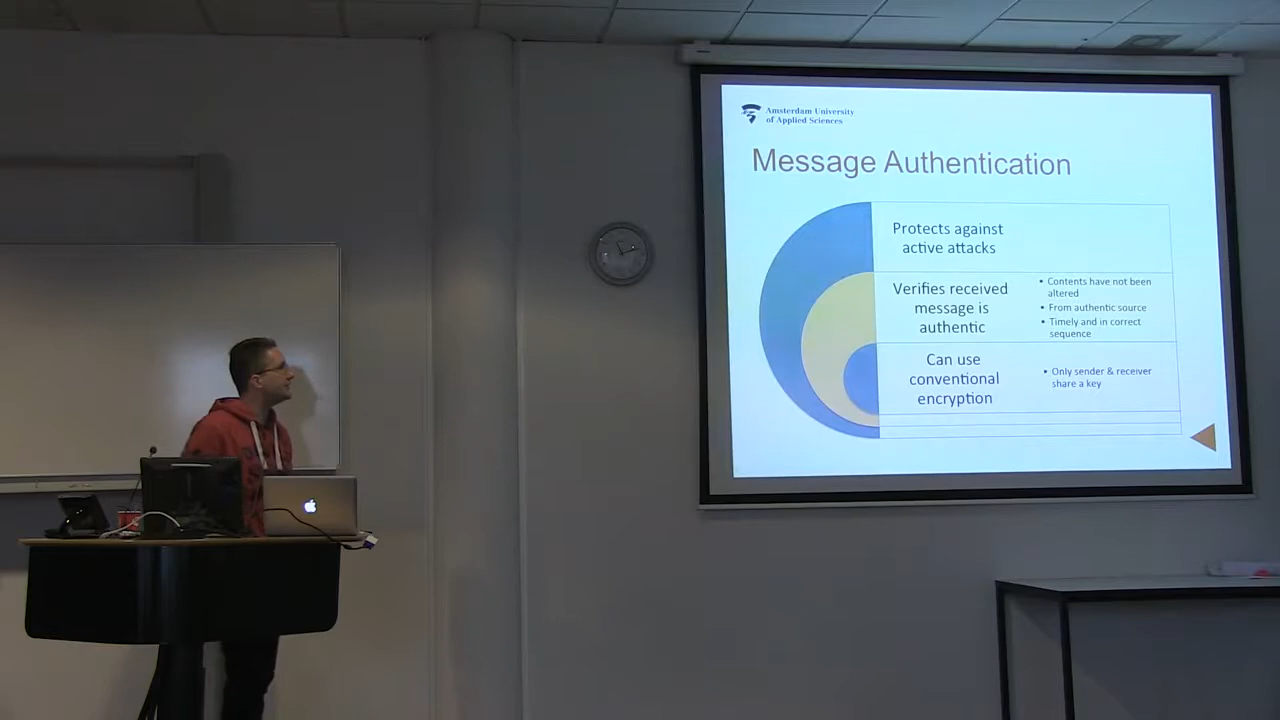 Amsterdam University
of Applied Sciences
Message Authentication
Protects against
active attacks
Verifies received
message is
authentic
• Contents have not been
altered
• From authentic source
• Timely and in correct
sequence
Can use
conventional
encryption
• Only sender & receiver
share a key